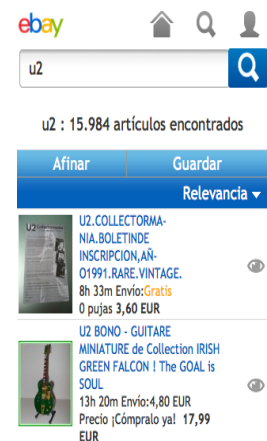 ebay
u2
u2 : 15.984 artículos encontrados
Afinar Guardar
Relevancia
U2.COLLECTORMA-
NIA.BOLETINDE
INSCRIPCION,AÑ-
O1991.RARE.VINTAGE.
8h 33m Envío:Gratis
0 pujas 3,60 EUR
U2 BONO - GUITARE
MINIATURE de Collection IRISH
GREEN FALCON ! The GOAL is
SOUL
13h 20m Envío:4,80 EUR
Precio ¡Cómpralo ya! 17,99
EUR